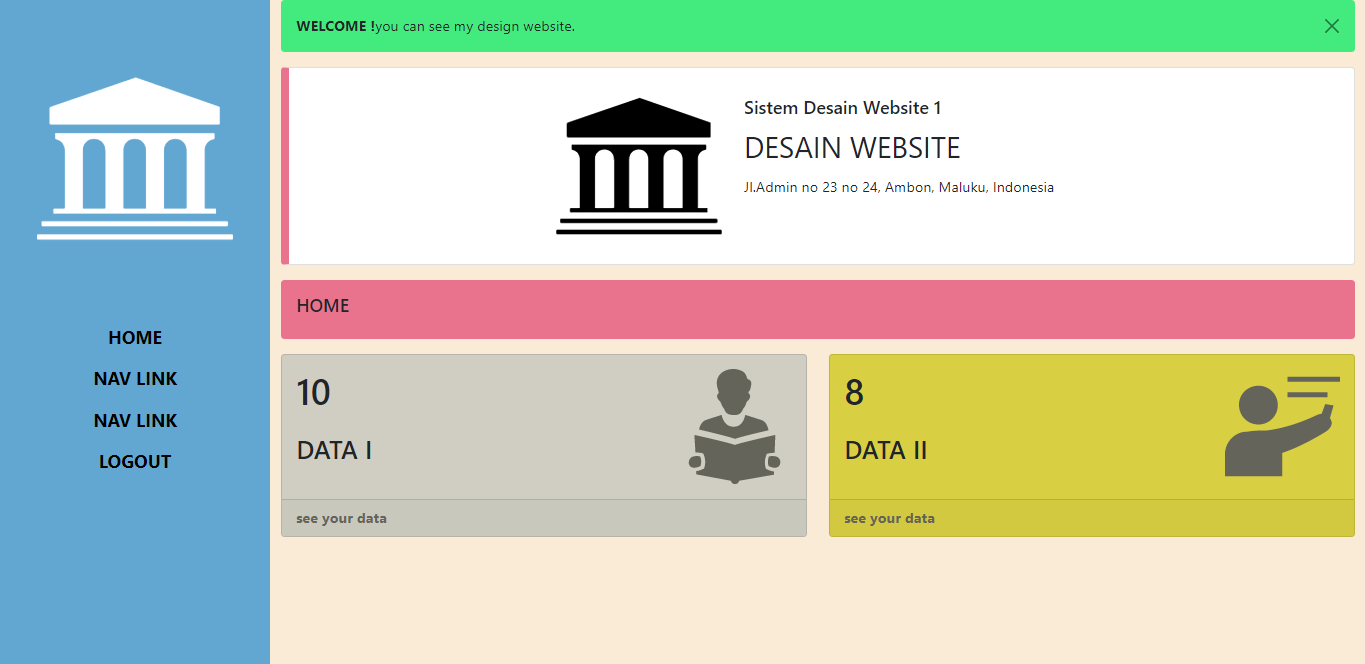 WELCOME !you can see my design website.
Sistem Desain Website 1
DESAIN WEBSITE
Jl.Admin no 23 no 24, Ambon, Maluku, Indonesia
HOME
NAV LINK
NAV LINK
LOGOUT
HOME
10
DATA I
see your data
8
DATA II
see your data